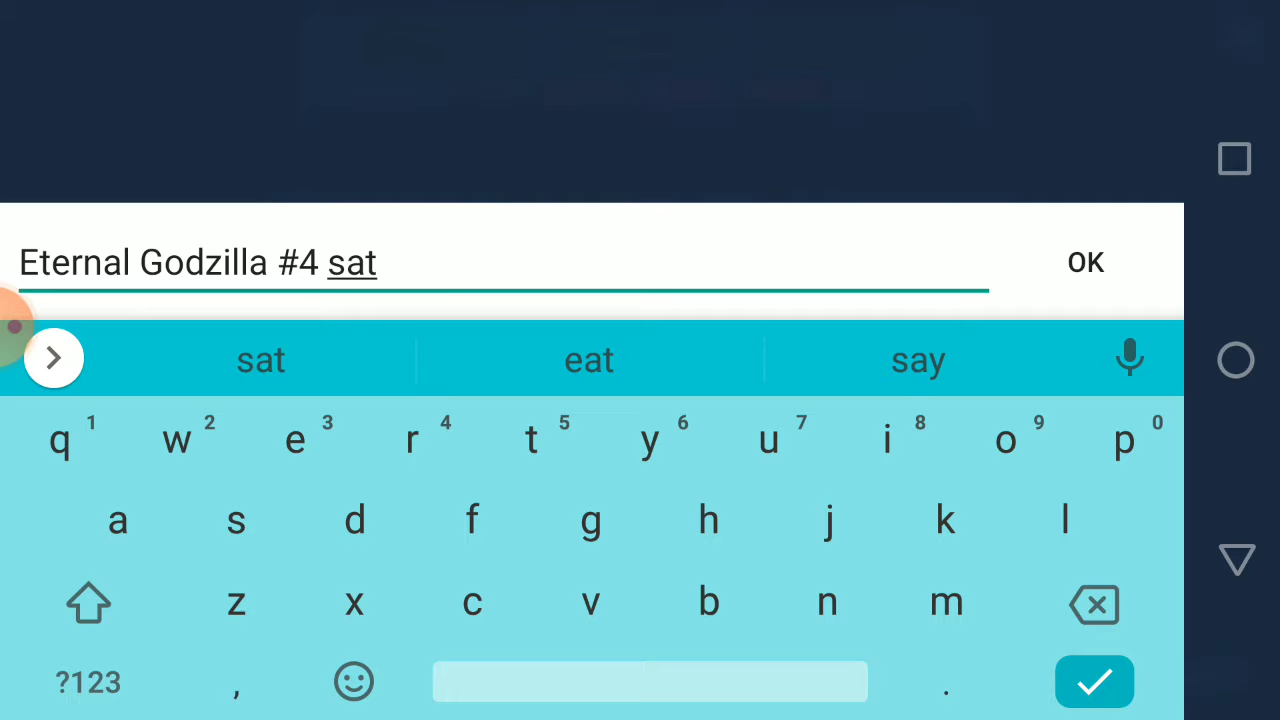 Eternal Godzilla #4 sat
OK
sat eat say
q 1 w 2 e 3 r 4 t 5 y 6 u 7 i 8 o 9 p 0
a s d f g h j k l
z x c v b n m
?123 , .